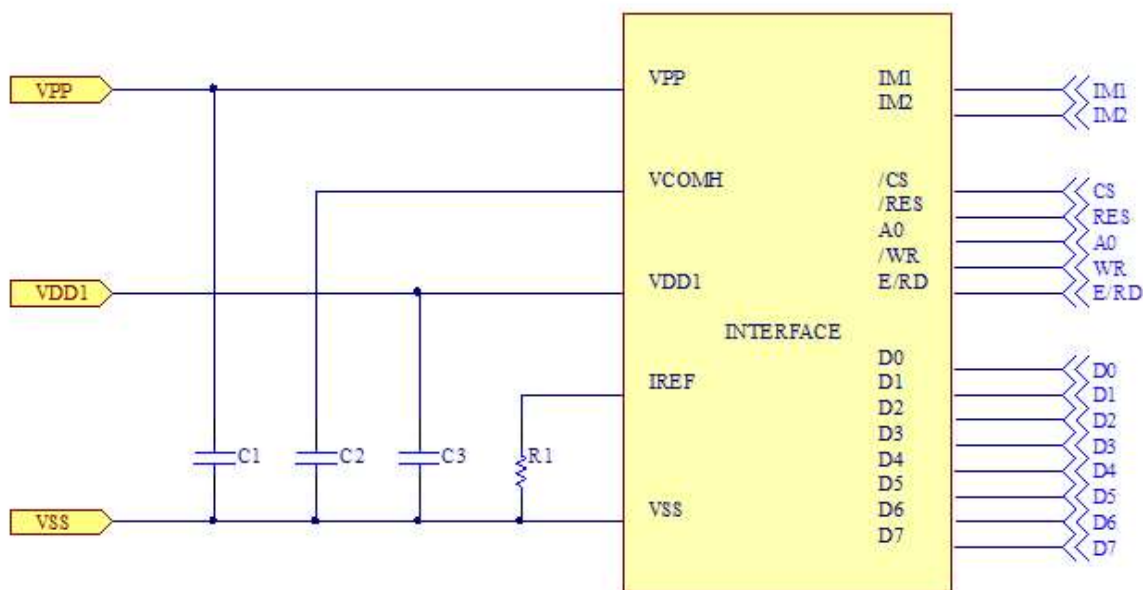 VPP
VDD1
VSS
C1
C2
C3
R1
VPP
VCOMH
VDD1
INTERFACE
IREF
VSS
IM1
IM2
/CS
/RES
A0
/WR
E/RD
D0
D1
D2
D3
D4
D5
D6
D7
IM1
IM2
CS
RES
A0
WR
E/RD
D0
D1
D2
D3
D4
D5
D6
D7